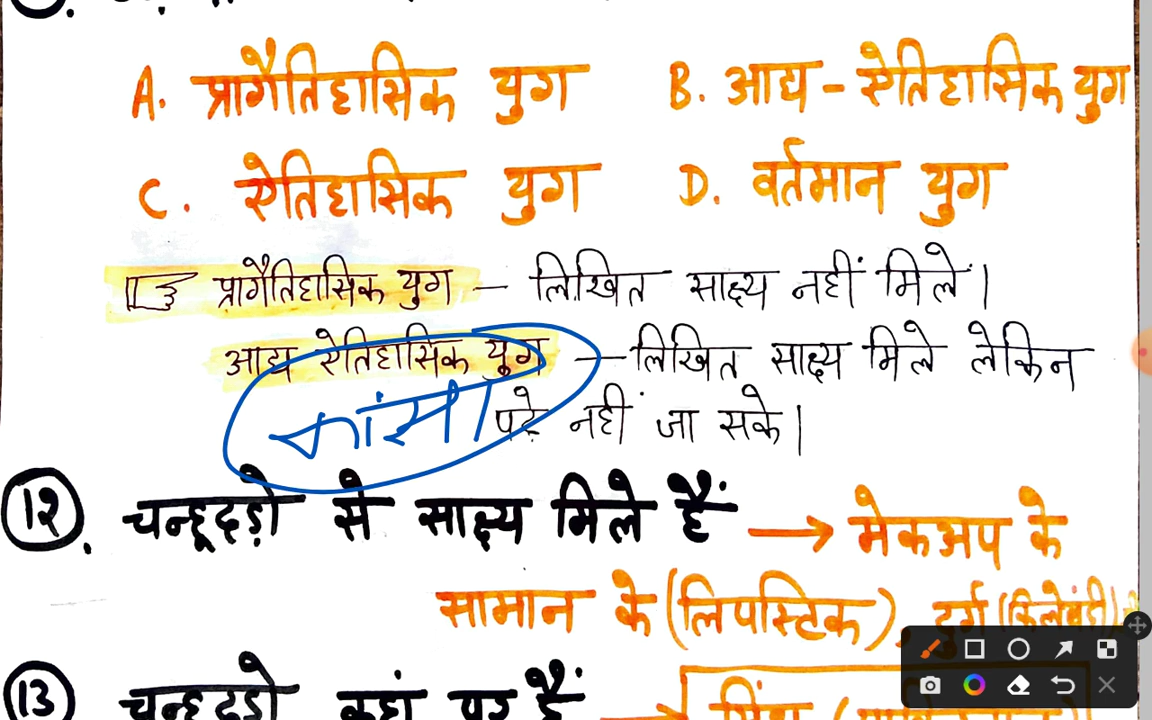 A. प्रागैतिहासिक युग B. आद्य - ऐतिहासिक युग
C. ऐतिहासिक युग D. वर्तमान युग
प्रागैतिहासिक युग — लिखित साक्ष्य नहीं मिले।
आद्य ऐतिहासिक युग — लिखित साक्ष्य मिले लेकिन
कांसा पढ़े नहीं जा सके।
१२. चन्हूदड़ो से साक्ष्य मिले हैं → मेकअप के
सामान के (लिपस्टिक), दुर्ग (किलेबंदी)
13 चन्हूदड़ो कहां पर है →